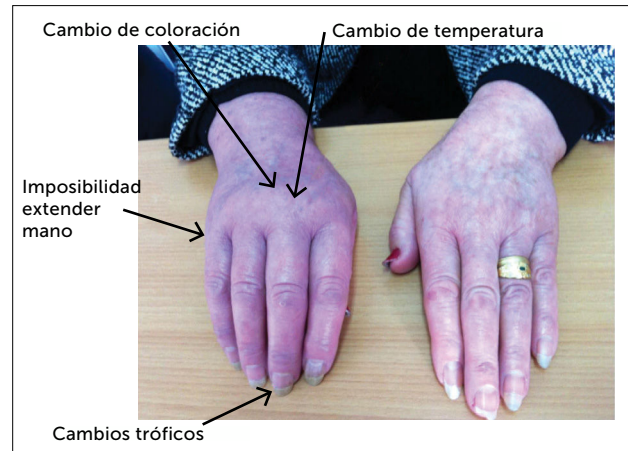 Cambio de coloración
Cambio de temperatura
Imposibilidad
extender
mano
Cambios tróficos